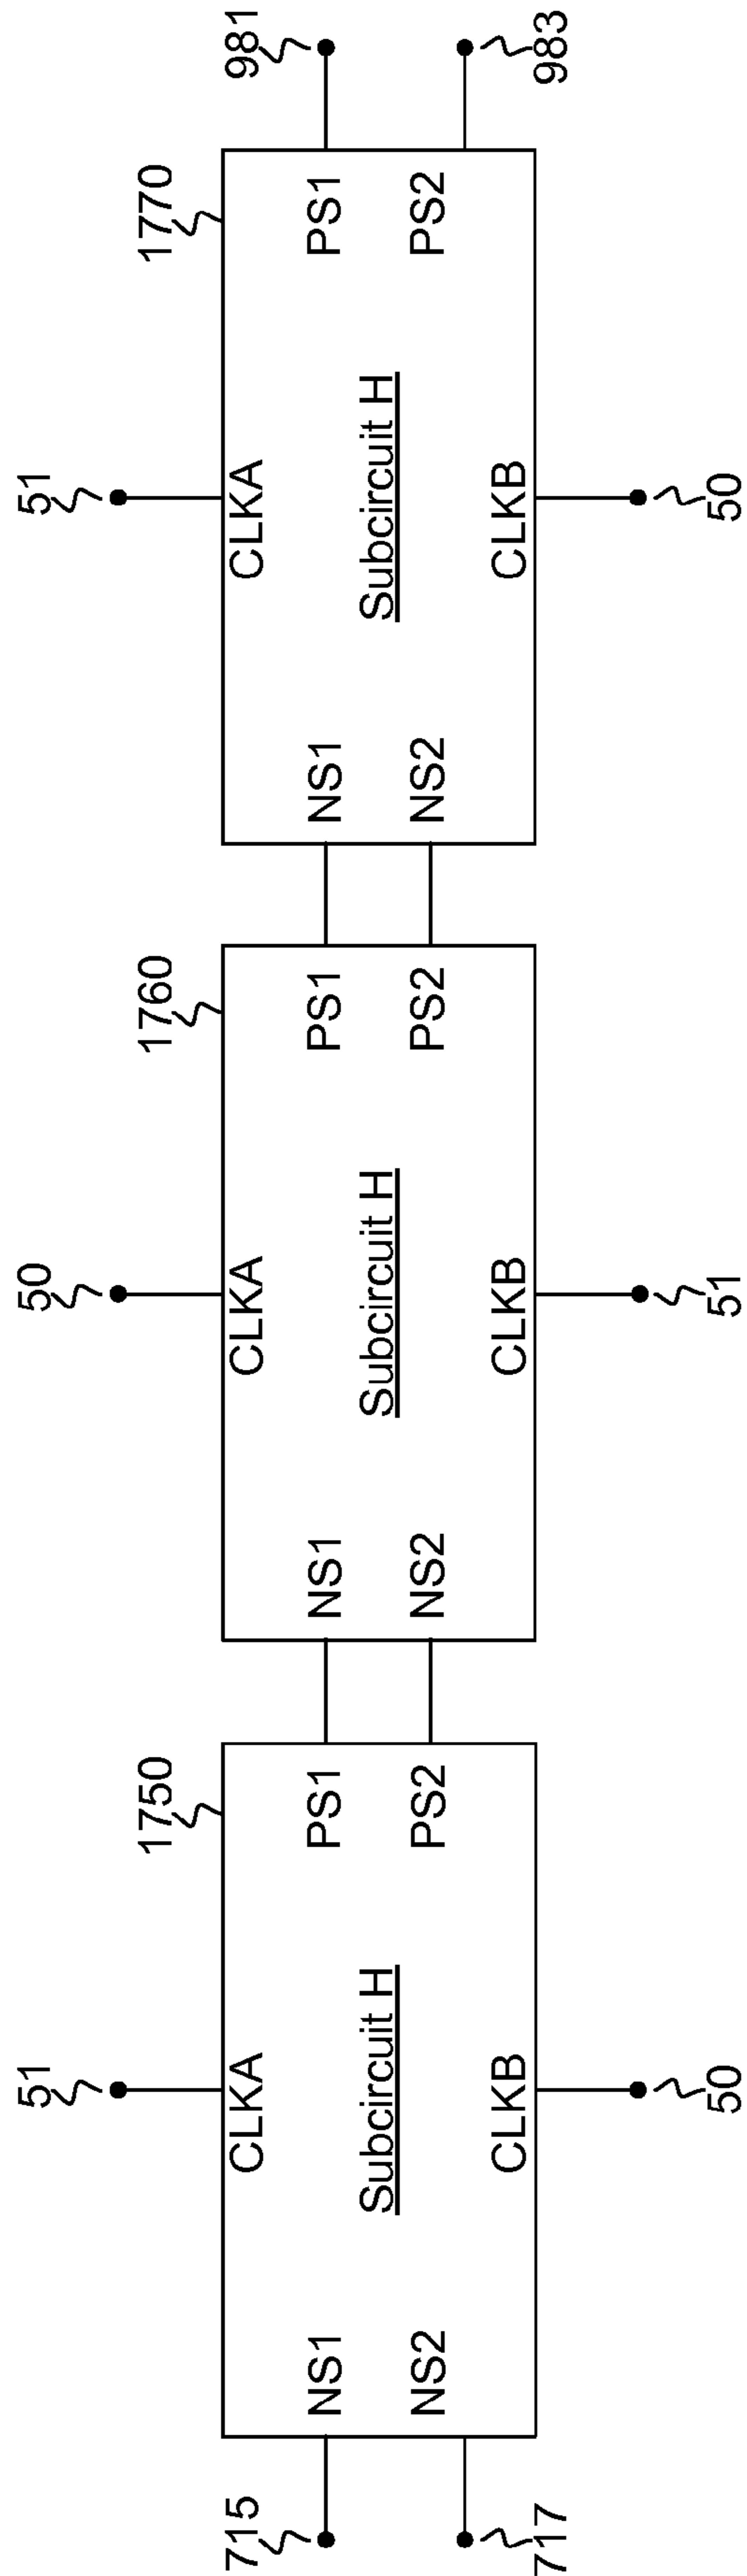 51
50
51
1750
1760
1770
CLKA
CLKA
CLKA
715
NS1
PS1
NS1
PS1
NS1
PS1
981
Subcircuit H
Subcircuit H
Subcircuit H
717
NS2
PS2
NS2
PS2
NS2
PS2
983
CLKB
CLKB
CLKB
50
51
50